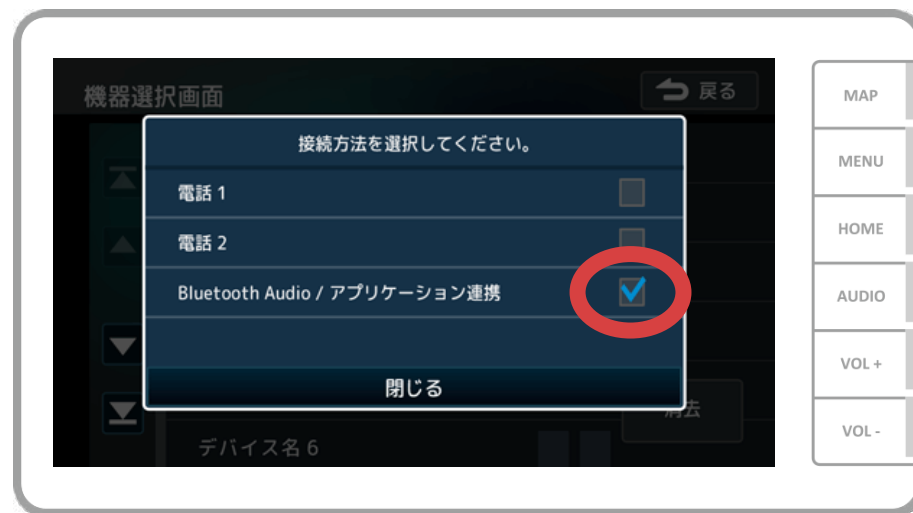 機器選択画面
戻る
接続方法を選択してください。
電話 1
電話 2
Bluetooth Audio / アプリケーション連携
閉じる
消去
デバイス名 6
MAP
MENU
HOME
AUDIO
VOL +
VOL -